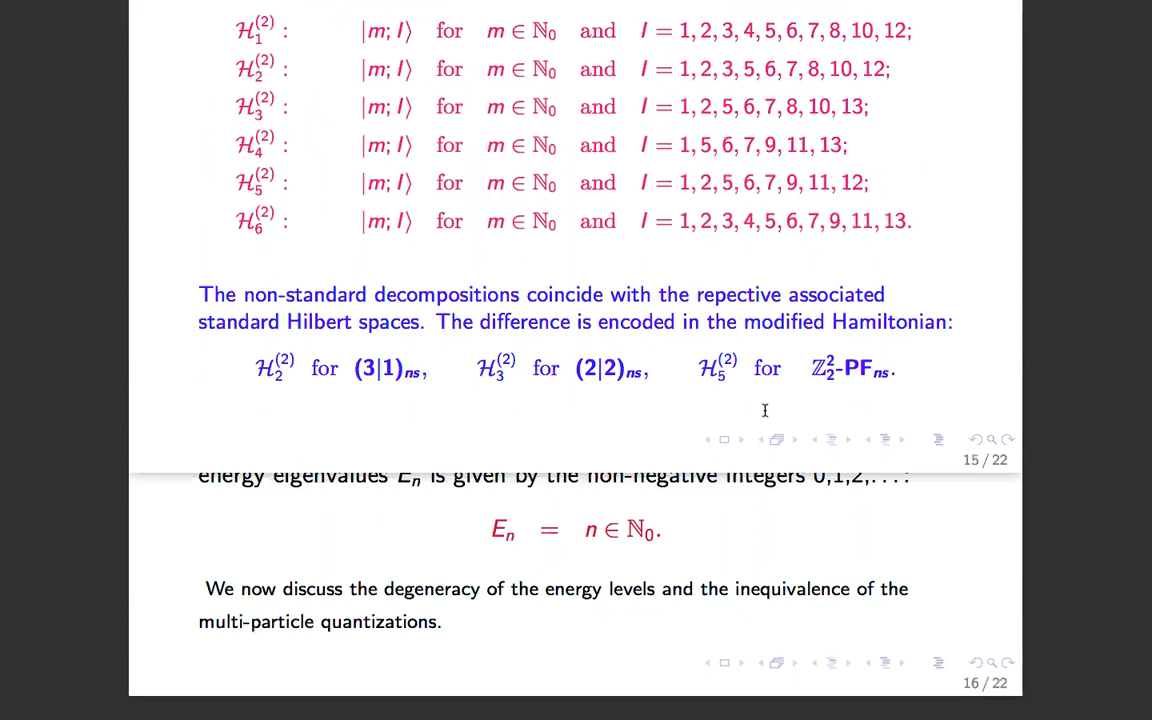 ℋ₁⁽²⁾ : |m; l⟩ for m ∈ ℕ₀ and l = 1, 2, 3, 4, 5, 6, 7, 8, 10, 12;
ℋ₂⁽²⁾ : |m; l⟩ for m ∈ ℕ₀ and l = 1, 2, 3, 5, 6, 7, 8, 10, 12;
ℋ₃⁽²⁾ : |m; l⟩ for m ∈ ℕ₀ and l = 1, 2, 5, 6, 7, 8, 10, 13;
ℋ₄⁽²⁾ : |m; l⟩ for m ∈ ℕ₀ and l = 1, 5, 6, 7, 9, 11, 13;
ℋ₅⁽²⁾ : |m; l⟩ for m ∈ ℕ₀ and l = 1, 2, 5, 6, 7, 9, 11, 12;
ℋ₆⁽²⁾ : |m; l⟩ for m ∈ ℕ₀ and l = 1, 2, 3, 4, 5, 6, 7, 9, 11, 13.
The non-standard decompositions coincide with the repective associated
standard Hilbert spaces. The difference is encoded in the modified Hamiltonian:
ℋ₂⁽²⁾ for (3|1)ₙₛ, ℋ₃⁽²⁾ for (2|2)ₙₛ, ℋ₅⁽²⁾ for ℤ₂²-PFₙₛ.
15 / 22
energy eigenvalues Eₙ is given by the non-negative integers 0,1,2,. . . :
Eₙ = n ∈ ℕ₀.
We now discuss the degeneracy of the energy levels and the inequivalence of the
multi-particle quantizations.
16 / 22